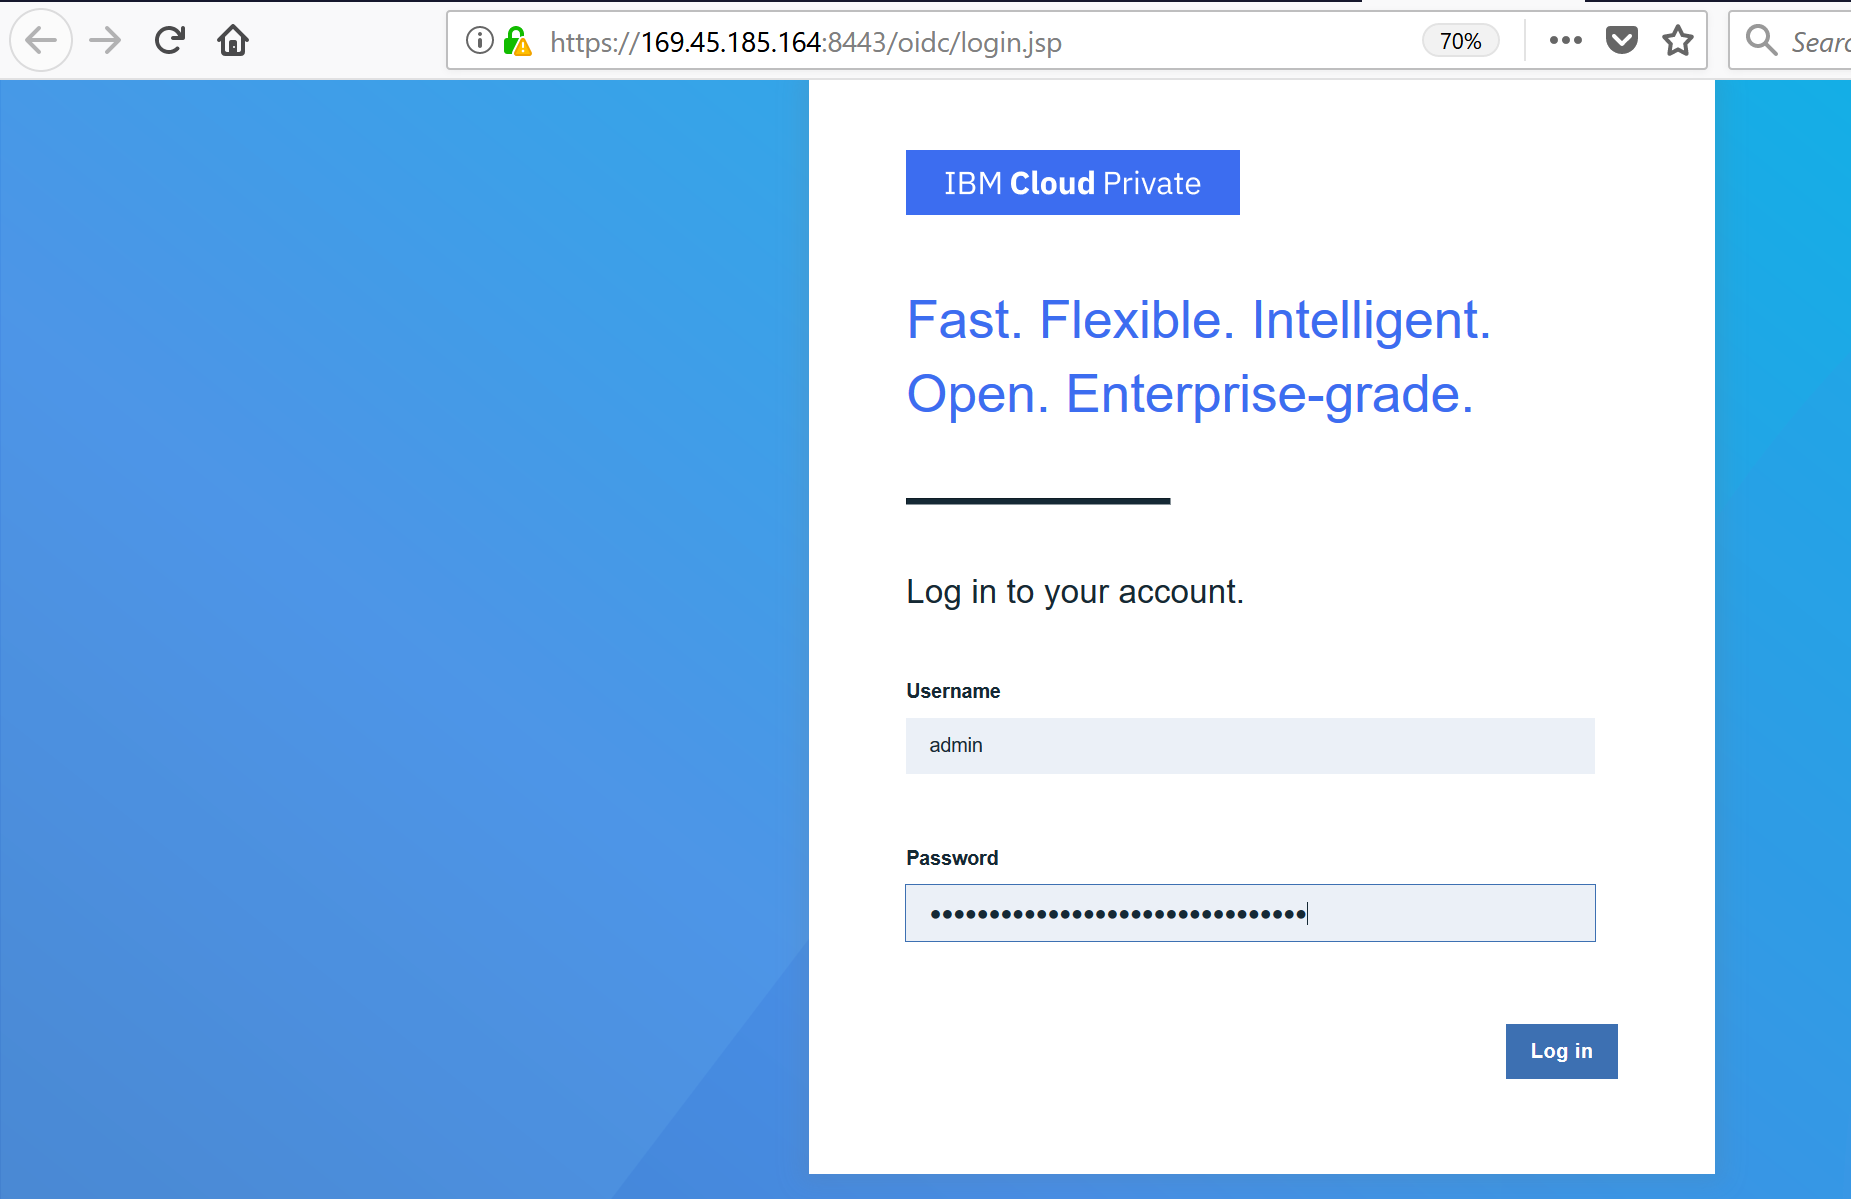 https://169.45.185.164:8443/oidc/login.jsp
70%
IBM Cloud Private
Fast. Flexible. Intelligent.
Open. Enterprise-grade.
Log in to your account.
Username
admin
Password
Log in